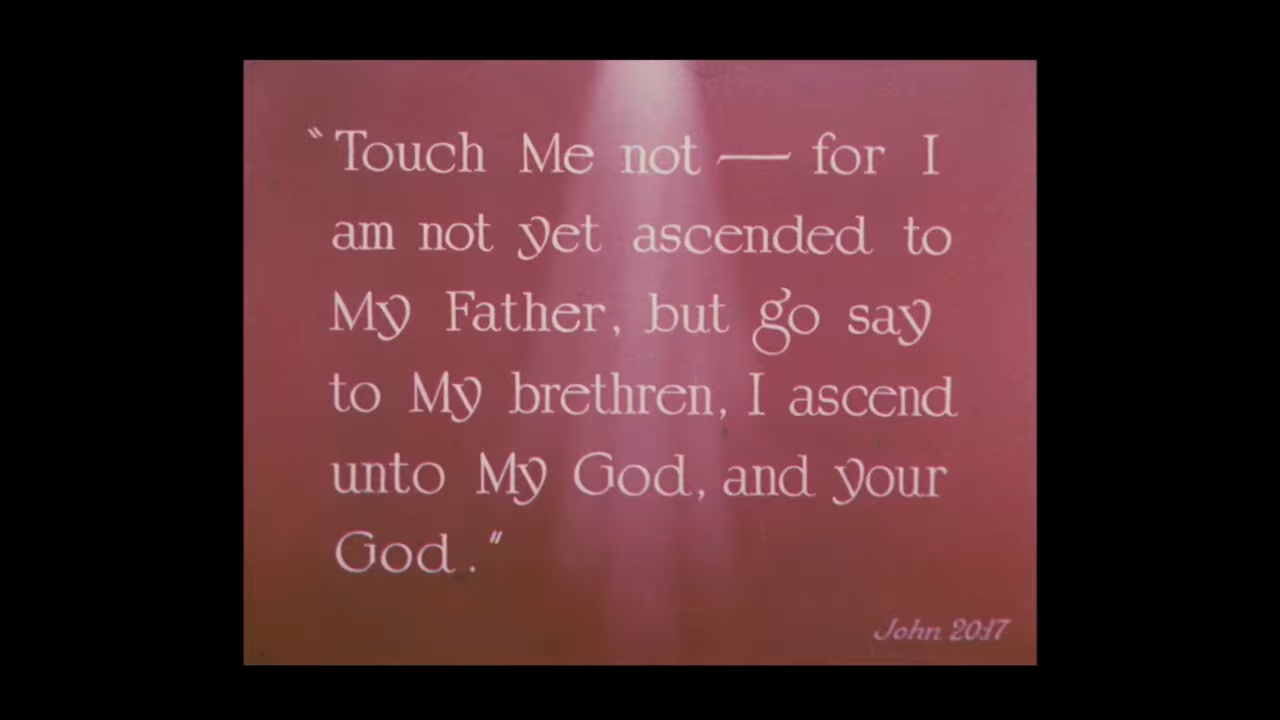 "Touch Me not — for I
am not yet ascended to
My Father, but go say
to My brethren, I ascend
unto My God, and your
God."
John 20:17